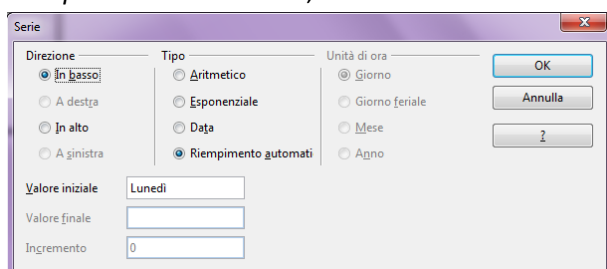 Serie
Direzione Tipo Unità di ora
In basso Aritmetico Giorno OK
A destra Esponenziale Giorno feriale Annulla
In alto Data Mese ?
A sinistra Riempimento automati Anno
Valore iniziale Lunedì
Valore finale
Incremento 0